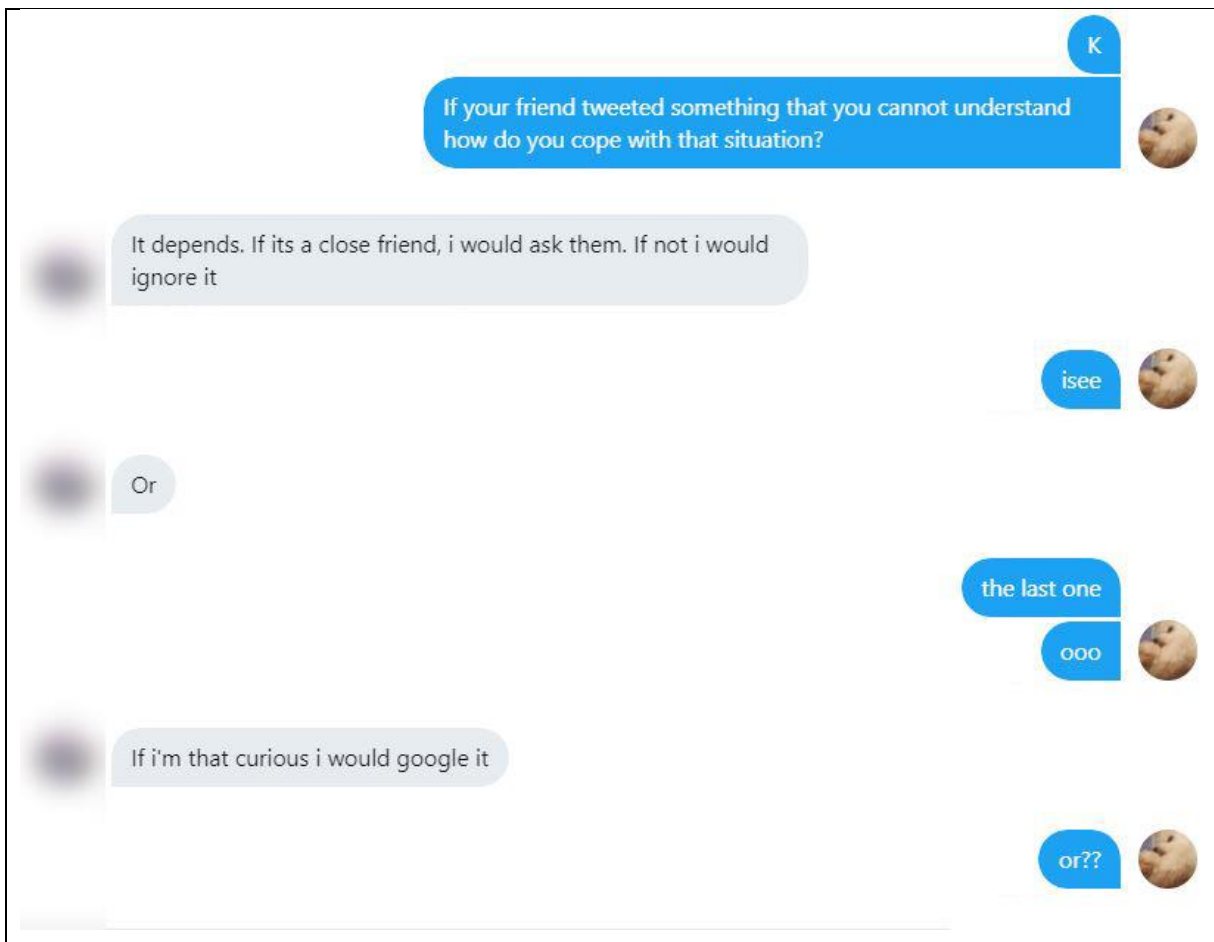 K
If your friend tweeted something that you cannot understand
how do you cope with that situation?
It depends. If its a close friend, i would ask them. If not i would
ignore it
isee
Or
the last one
ooo
If i'm that curious i would google it
or??